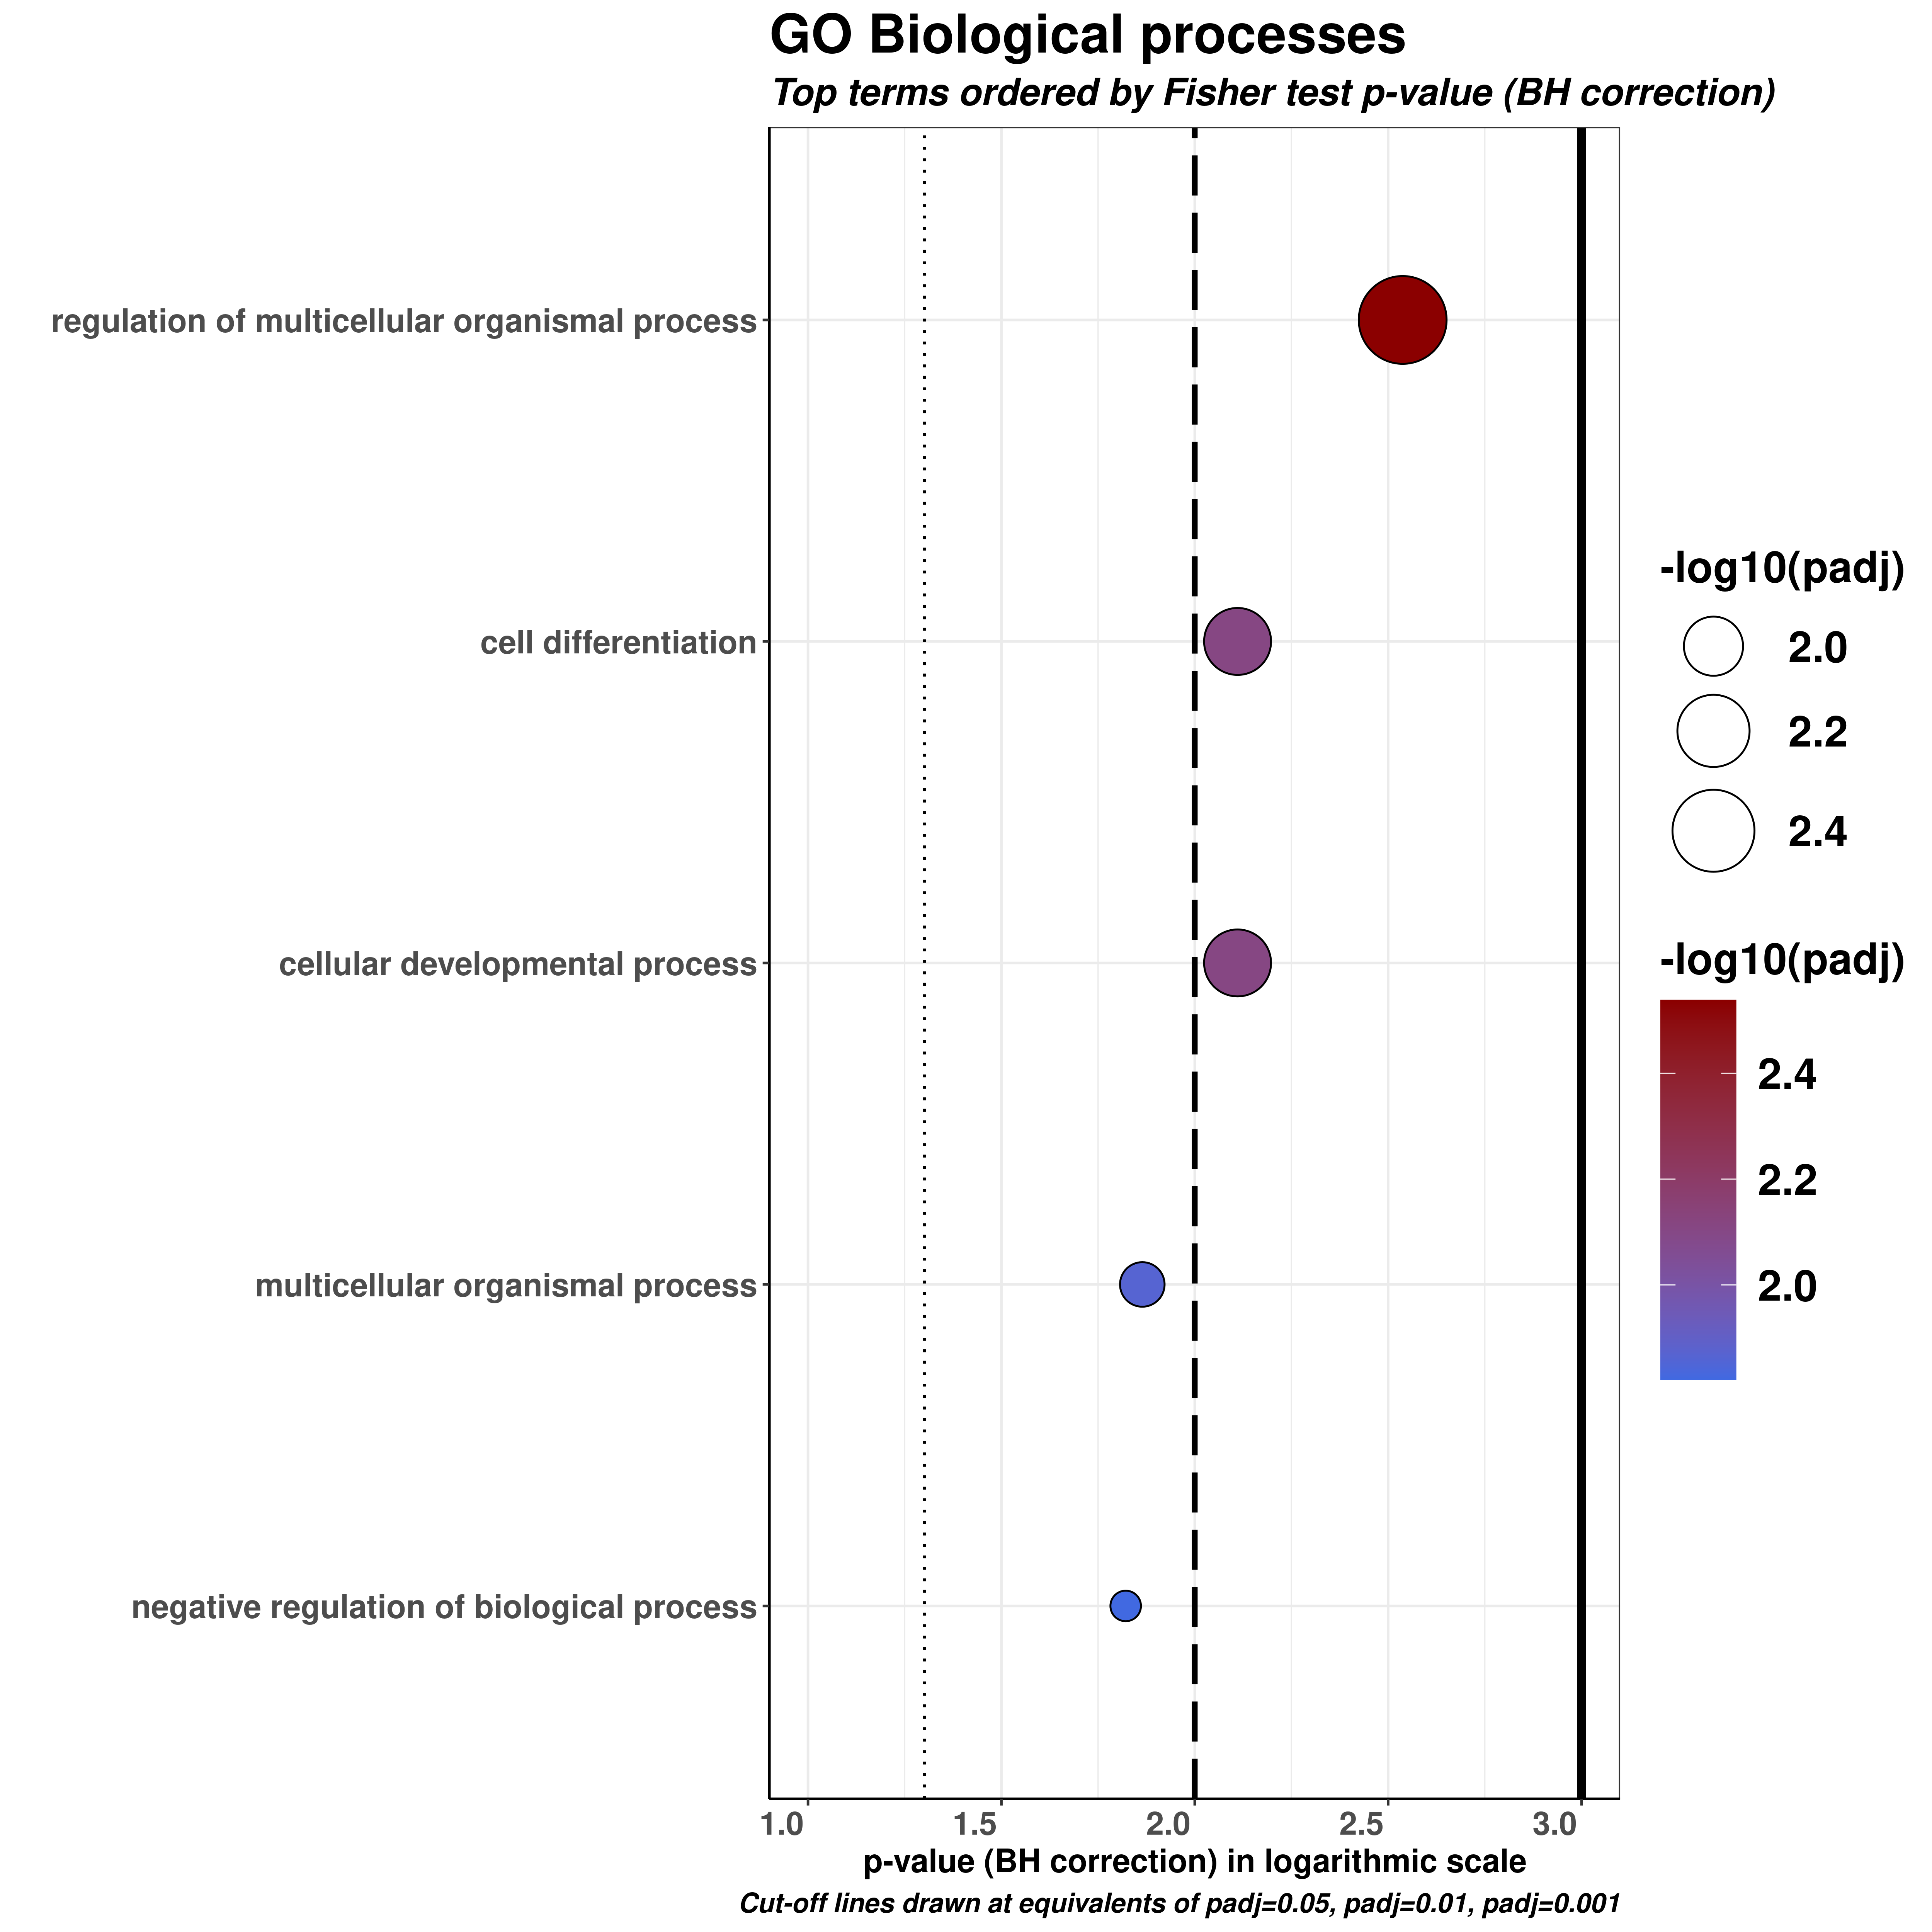 GO Biological processes
Top terms ordered by Fisher test p-value (BH correction)
regulation of multicellular organismal process
cell differentiation
cellular developmental process
multicellular organismal process
negative regulation of biological process
1.0 1.5 2.0 2.5 3.0
p-value (BH correction) in logarithmic scale
Cut-off lines drawn at equivalents of padj=0.05, padj=0.01, padj=0.001
-log10(padj)
2.0
2.2
2.4
-log10(padj)
2.4
2.2
2.0